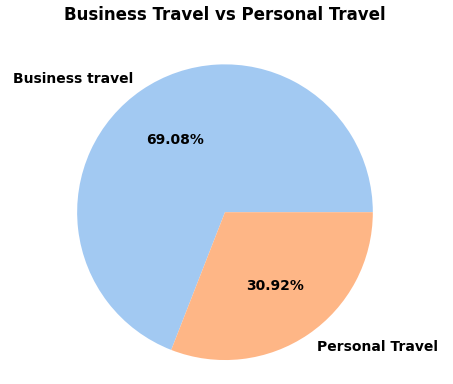 Business Travel vs Personal Travel
Business travel
69.08%
30.92%
Personal Travel